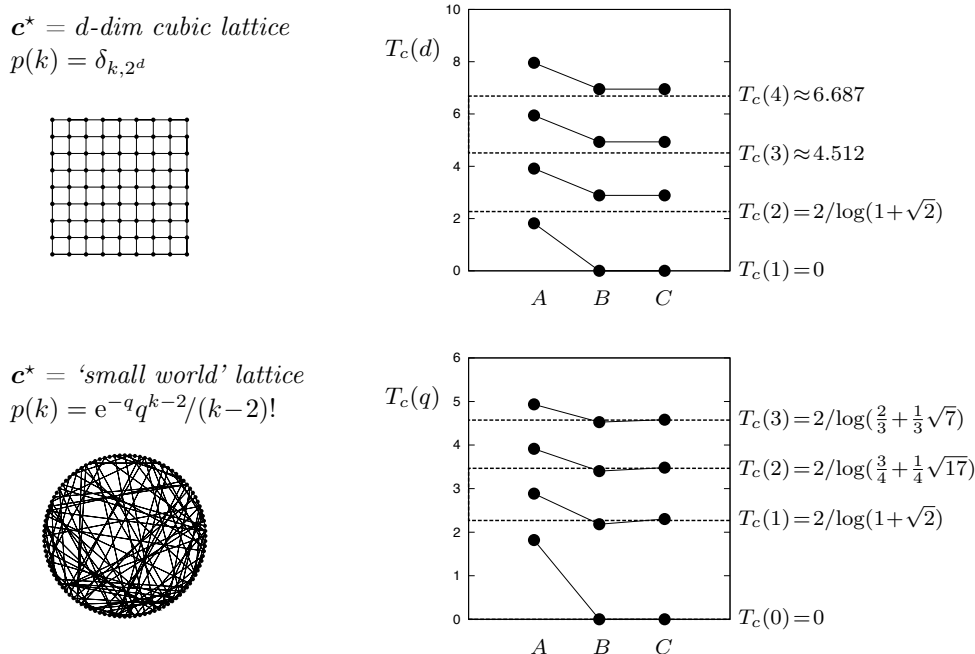 c⋆ = d-dim cubic lattice
p(k) = δ_{k,2^d}
T_c(d)
10
8
6
4
2
0
A B C
T_c(4)≈6.687
T_c(3)≈4.512
T_c(2)=2/log(1+√2)
T_c(1)=0
c⋆ = ‘small world’ lattice
p(k) = e^{−q}q^{k−2}/(k−2)!
T_c(q)
6
5
4
3
2
1
0
A B C
T_c(3)=2/log(2/3+1/3√7)
T_c(2)=2/log(3/4+1/4√17)
T_c(1)=2/log(1+√2)
T_c(0)=0